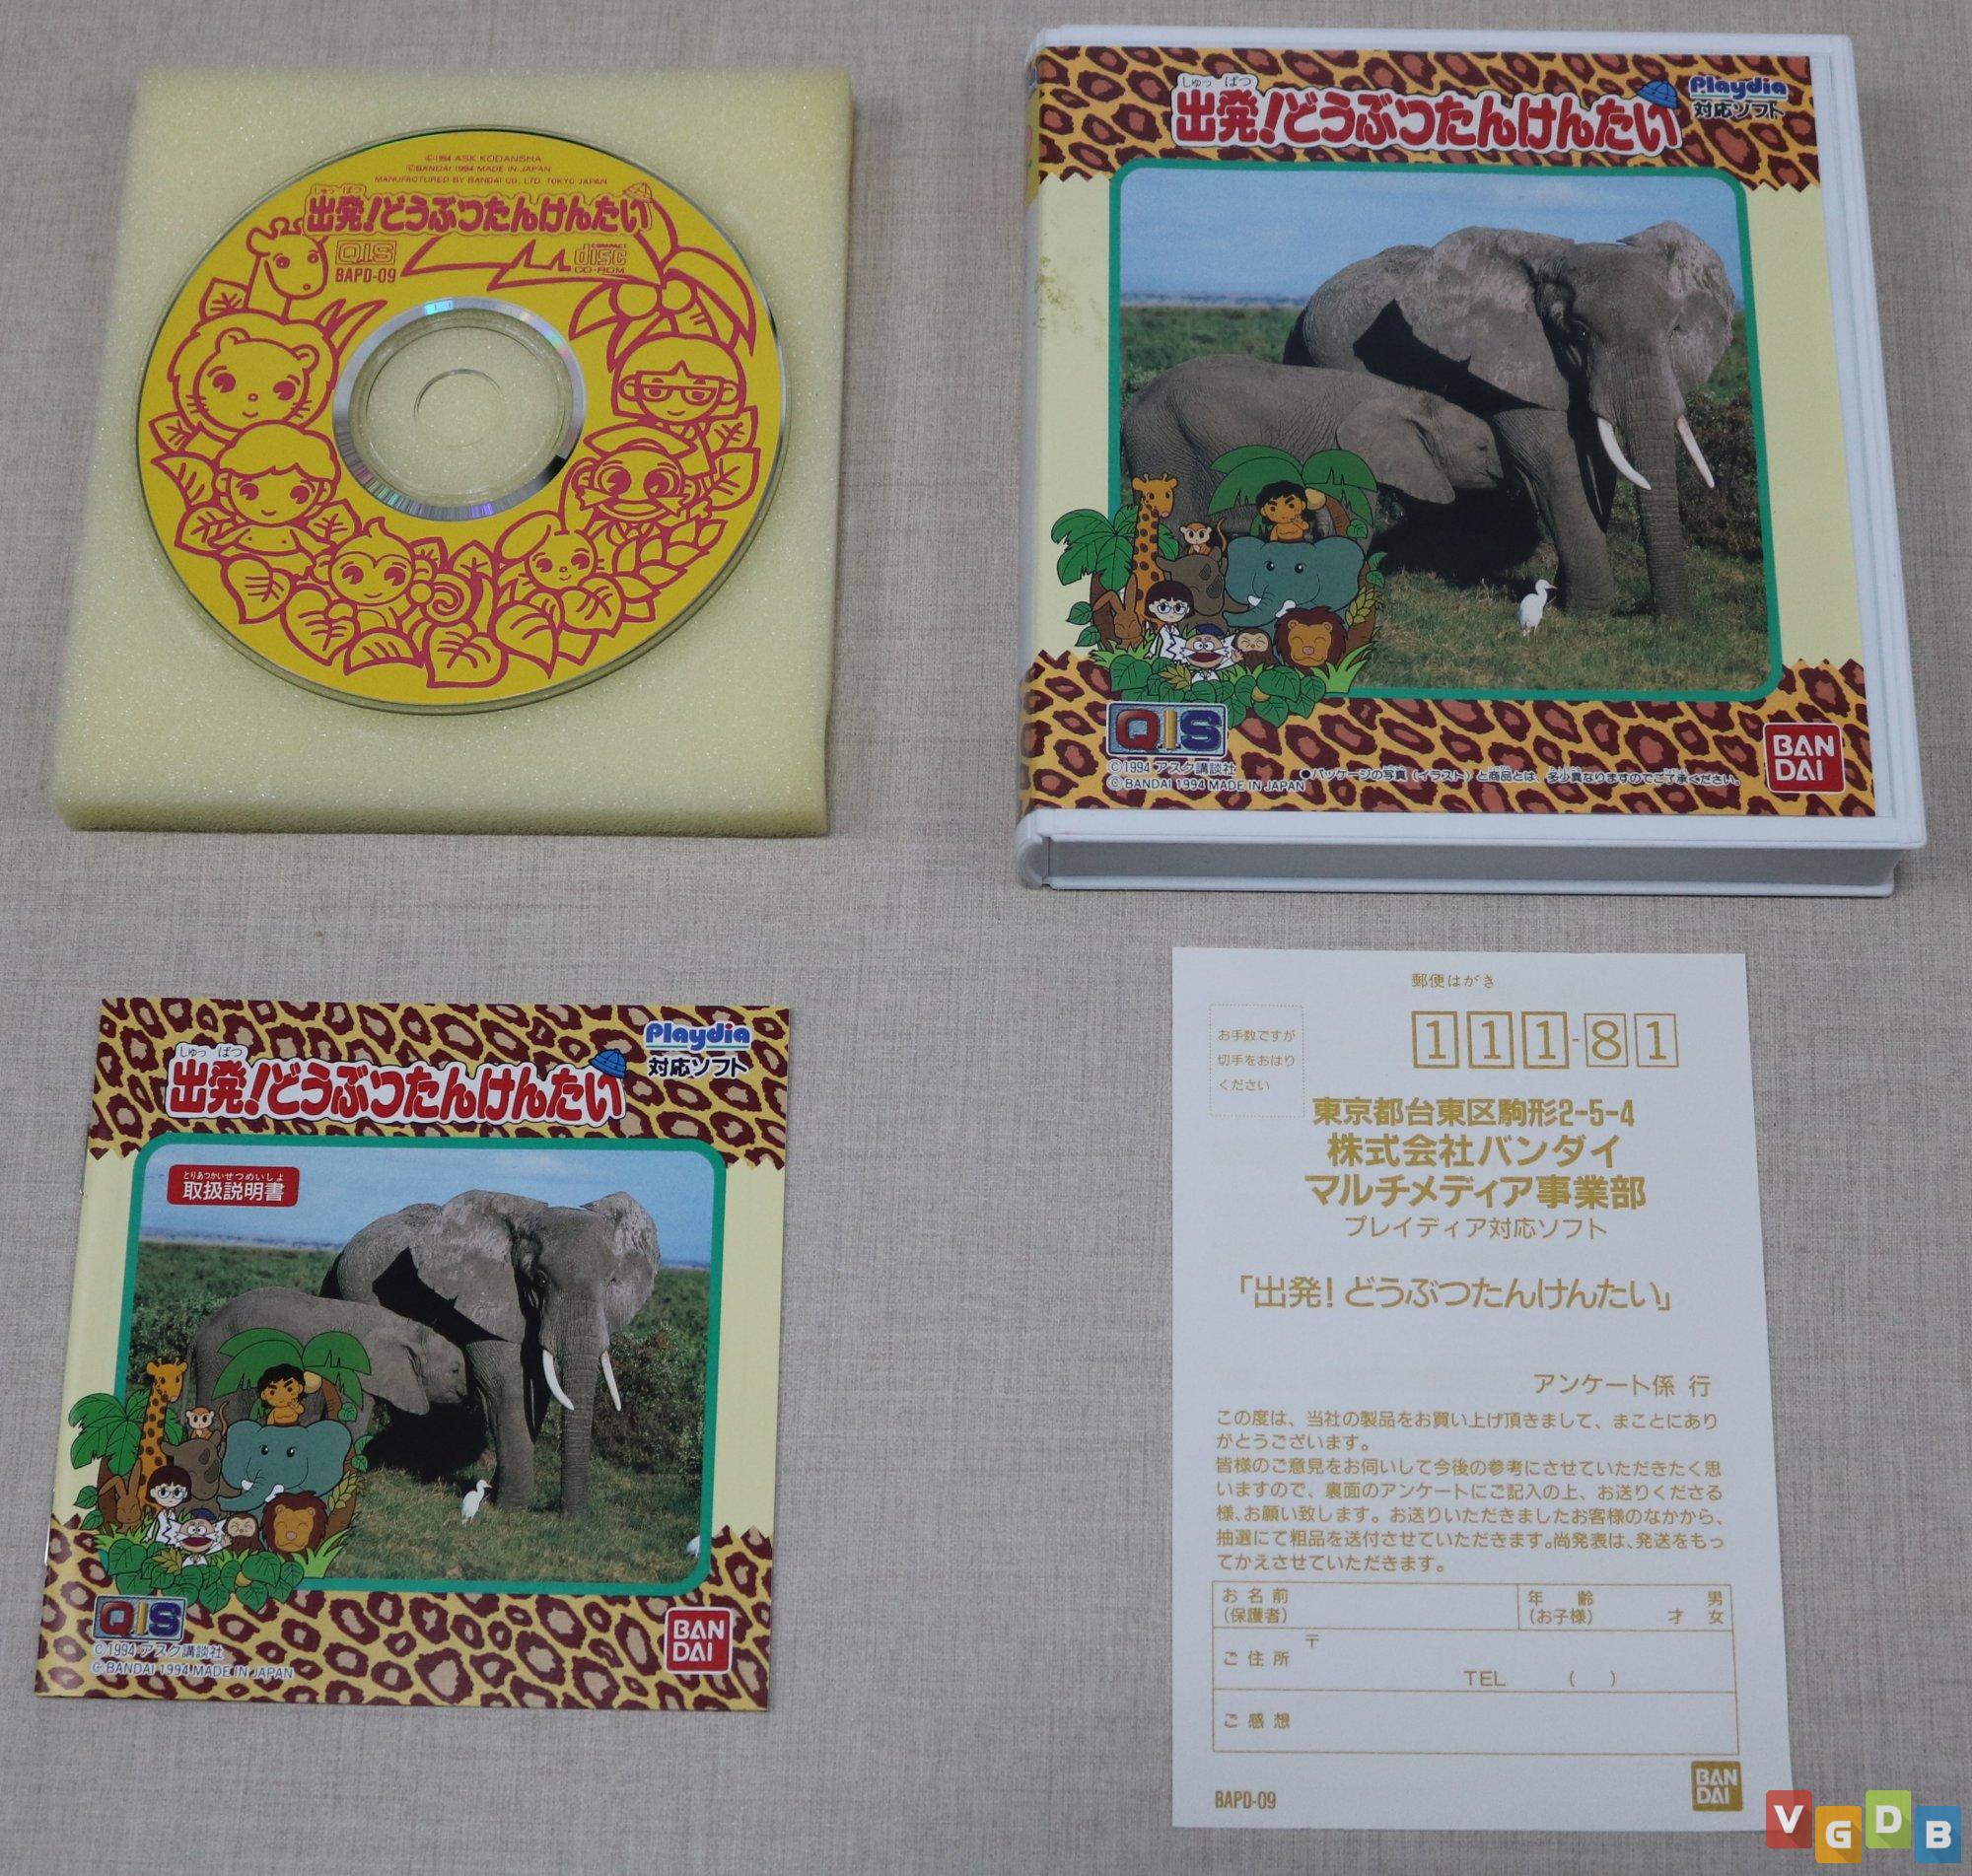 ©1994 ASK KODANSHA
©BANDAI 1994 MADE IN JAPAN
MANUFACTURED BY BANDAI CO., LTD. TOKYO JAPAN
しゅっ ぱつ
出発!どうぶつたんけんたい
QIS
BAPD-09
COMPACT
disc
CD-ROM
しゅっ ぱつ
出発!どうぶつたんけんたい
Playdia
対応ソフト
QIS
©1994 アスク講談社
©BANDAI 1994 MADE IN JAPAN
●パッケージの写真(イラスト)と商品とは、多少異なりますのでご了承ください。
BAN
DAI
しゅっ ぱつ
出発!どうぶつたんけんたい
Playdia
対応ソフト
とりあつかいせつめいしょ
取扱説明書
QIS
©1994 アスク講談社
© BANDAI 1994 MADE IN JAPAN
BAN
DAI
郵便はがき
お手数ですが
切手をおはり
ください
111-81
東京都台東区駒形2-5-4
株式会社バンダイ
マルチメディア事業部
プレイディア対応ソフト
「出発!どうぶつたんけんたい」
アンケート係 行
この度は、当社の製品をお買い上げ頂きまして、まことにあり
がとうございます。
皆様のご意見をお伺いして今後の参考にさせていただきたく思
いますので、裏面のアンケートにご記入の上、お送りくださる
様、お願い致します。お送りいただきましたお客様のなかから、
抽選にて粗品を送付させていただきます。尚発表は、発送をもっ
てかえさせていただきます。
お名前
(保護者)
年 齢 男
(お子様) 才 女
〒
ご住所
TEL ( )
ご感想
BAPD-09
BAN
DAI
VGDB